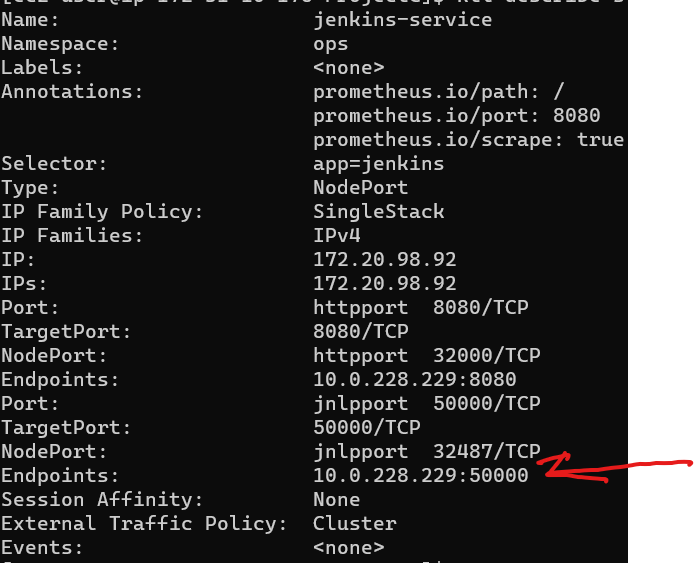 Name: jenkins-service
Namespace: ops
Labels: <none>
Annotations: prometheus.io/path: /
prometheus.io/port: 8080
prometheus.io/scrape: true
Selector: app=jenkins
Type: NodePort
IP Family Policy: SingleStack
IP Families: IPv4
IP: 172.20.98.92
IPs: 172.20.98.92
Port: httpport 8080/TCP
TargetPort: 8080/TCP
NodePort: httpport 32000/TCP
Endpoints: 10.0.228.229:8080
Port: jnlpport 50000/TCP
TargetPort: 50000/TCP
NodePort: jnlpport 32487/TCP
Endpoints: 10.0.228.229:50000
Session Affinity: None
External Traffic Policy: Cluster
Events: <none>